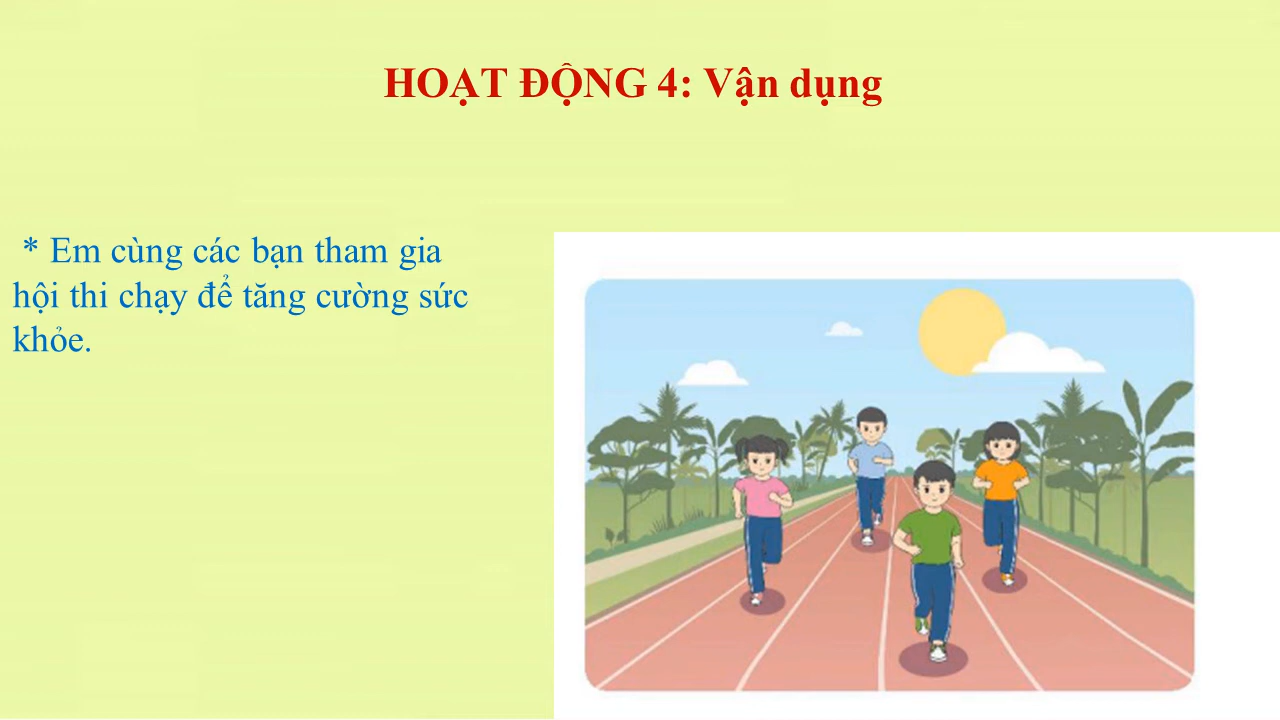 HOẠT ĐỘNG 4: Vận dụng
* Em cùng các bạn tham gia
hội thi chạy để tăng cường sức
khỏe.